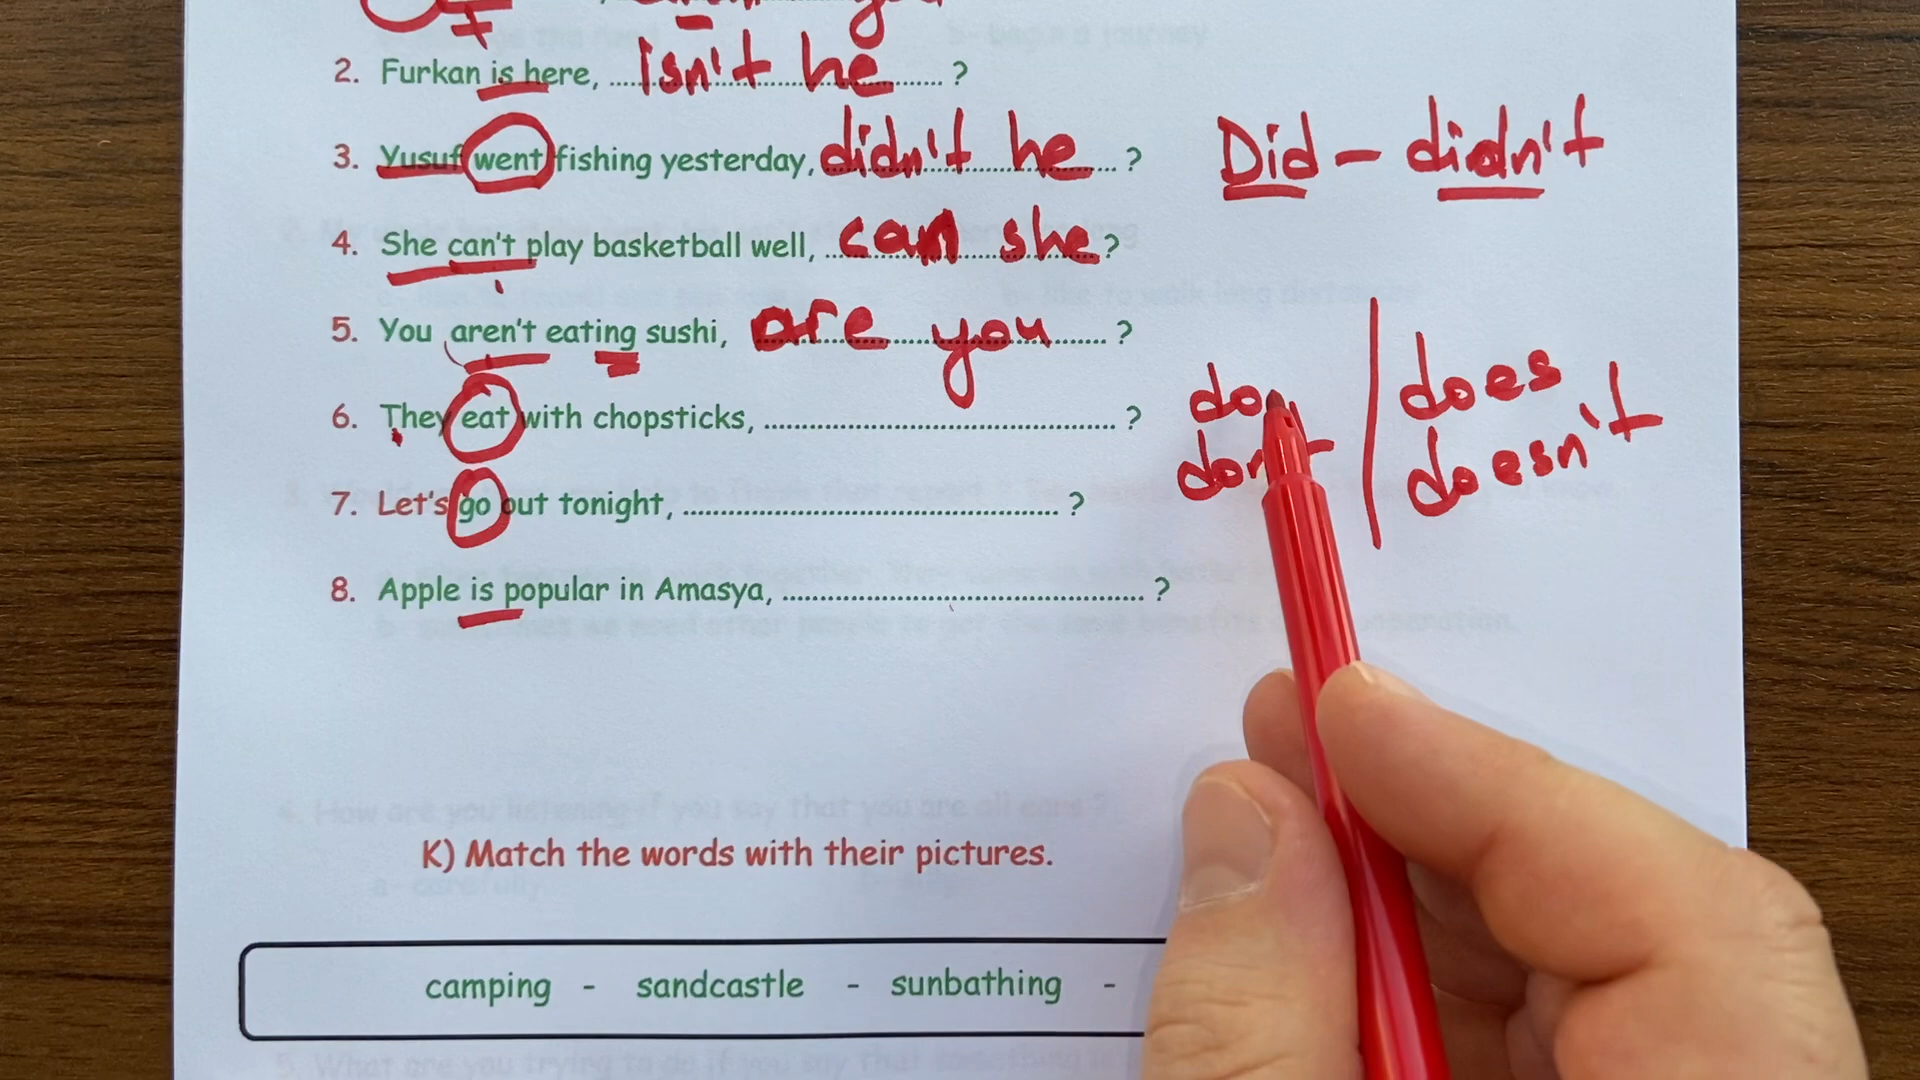 2. Furkan is here, isn't he ?
3. Yusuf went fishing yesterday, didn't he ? Did - didn't
4. She can't play basketball well, can she ?
5. You aren't eating sushi, are you ?
6. They eat with chopsticks, ........ ? do does
don't doesn't
7. Let's go out tonight, ........ ?
8. Apple is popular in Amasya, ........ ?
K) Match the words with their pictures.
camping - sandcastle - sunbathing -